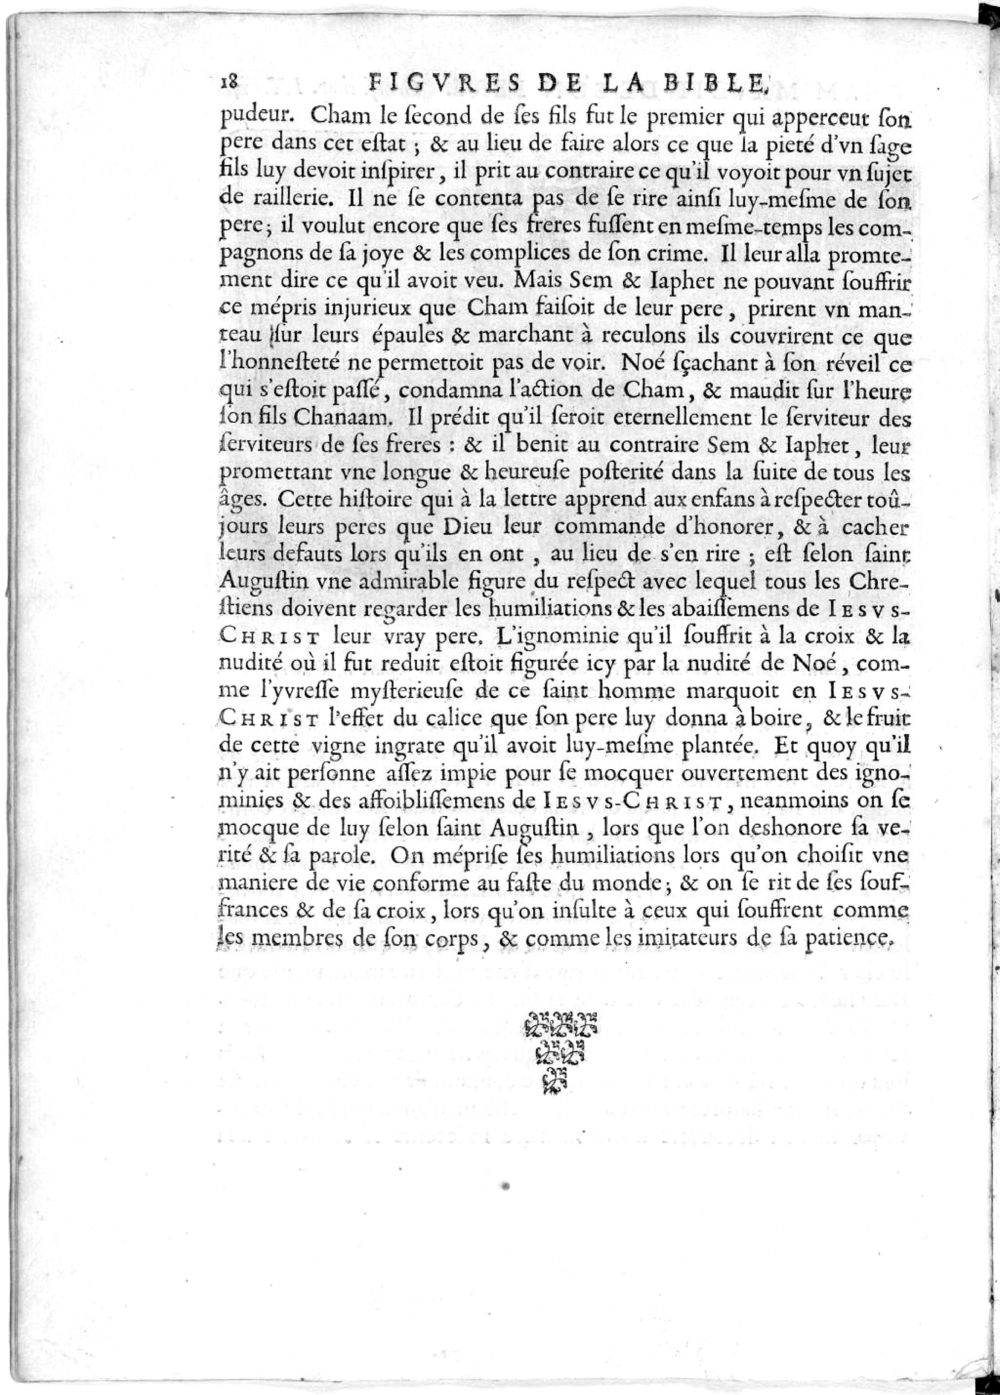 18 FIGVRES DE LA BIBLE,
pudeur. Cham le ſecond de ſes fils fut le premier qui apperceut ſon
pere dans cet eſtat ; & au lieu de faire alors ce que la pieté d'vn ſage
fils luy devoit inſpirer, il prit au contraire ce qu'il voyoit pour vn ſujet
de raillerie. Il ne ſe contenta pas de ſe rire ainſi luy-meſme de ſon
pere; il voulut encore que ſes freres fuſſent en meſme-temps les com-
pagnons de ſa joye & les complices de ſon crime. Il leur alla promte-
ment dire ce qu'il avoit veu. Mais Sem & Iaphet ne pouvant ſouffrir
ce mépris injurieux que Cham faiſoit de leur pere, prirent vn man-
teau ſur leurs épaules & marchant à reculons ils couvrirent ce que
l'honneſteté ne permettoit pas de voir. Noé ſçachant à ſon réveil ce
qui s'eſtoit paſſé, condamna l'action de Cham, & maudit ſur l'heure
ſon fils Chanaam. Il prédit qu'il ſeroit eternellement le ſerviteur des
ſerviteurs de ſes freres : & il benit au contraire Sem & Iaphet, leur
promettant vne longue & heureuſe poſterité dans la ſuite de tous les
âges. Cette hiſtoire qui à la lettre apprend aux enfans à reſpecter toû-
jours leurs peres que Dieu leur commande d'honorer, & à cacher
leurs defauts lors qu'ils en ont , au lieu de s'en rire ; eſt ſelon ſaint
Auguſtin vne admirable figure du reſpect avec lequel tous les Chre-
ſtiens doivent regarder les humiliations & les abaiſſemens de IESVS-
CHRIST leur vray pere. L'ignominie qu'il ſouffrit à la croix & la
nudité où il fut reduit eſtoit figurée icy par la nudité de Noé, com-
me l'yvreſſe myſterieuſe de ce ſaint homme marquoit en IESVS-
CHRIST l'effet du calice que ſon pere luy donna à boire, & le fruit
de cette vigne ingrate qu'il avoit luy-meſme plantée. Et quoy qu'il
n'y ait perſonne aſſez impie pour ſe mocquer ouvertement des igno-
minies & des affoibliſſemens de IESVS-CHRIST, neanmoins on ſe
mocque de luy ſelon ſaint Auguſtin , lors que l'on deshonore ſa ve-
rité & ſa parole. On mépriſe ſes humiliations lors qu'on choiſit vne
maniere de vie conforme au faſte du monde; & on ſe rit de ſes ſouf-
frances & de ſa croix, lors qu'on inſulte à ceux qui ſouffrent comme
les membres de ſon corps, & comme les imitateurs de ſa patience.